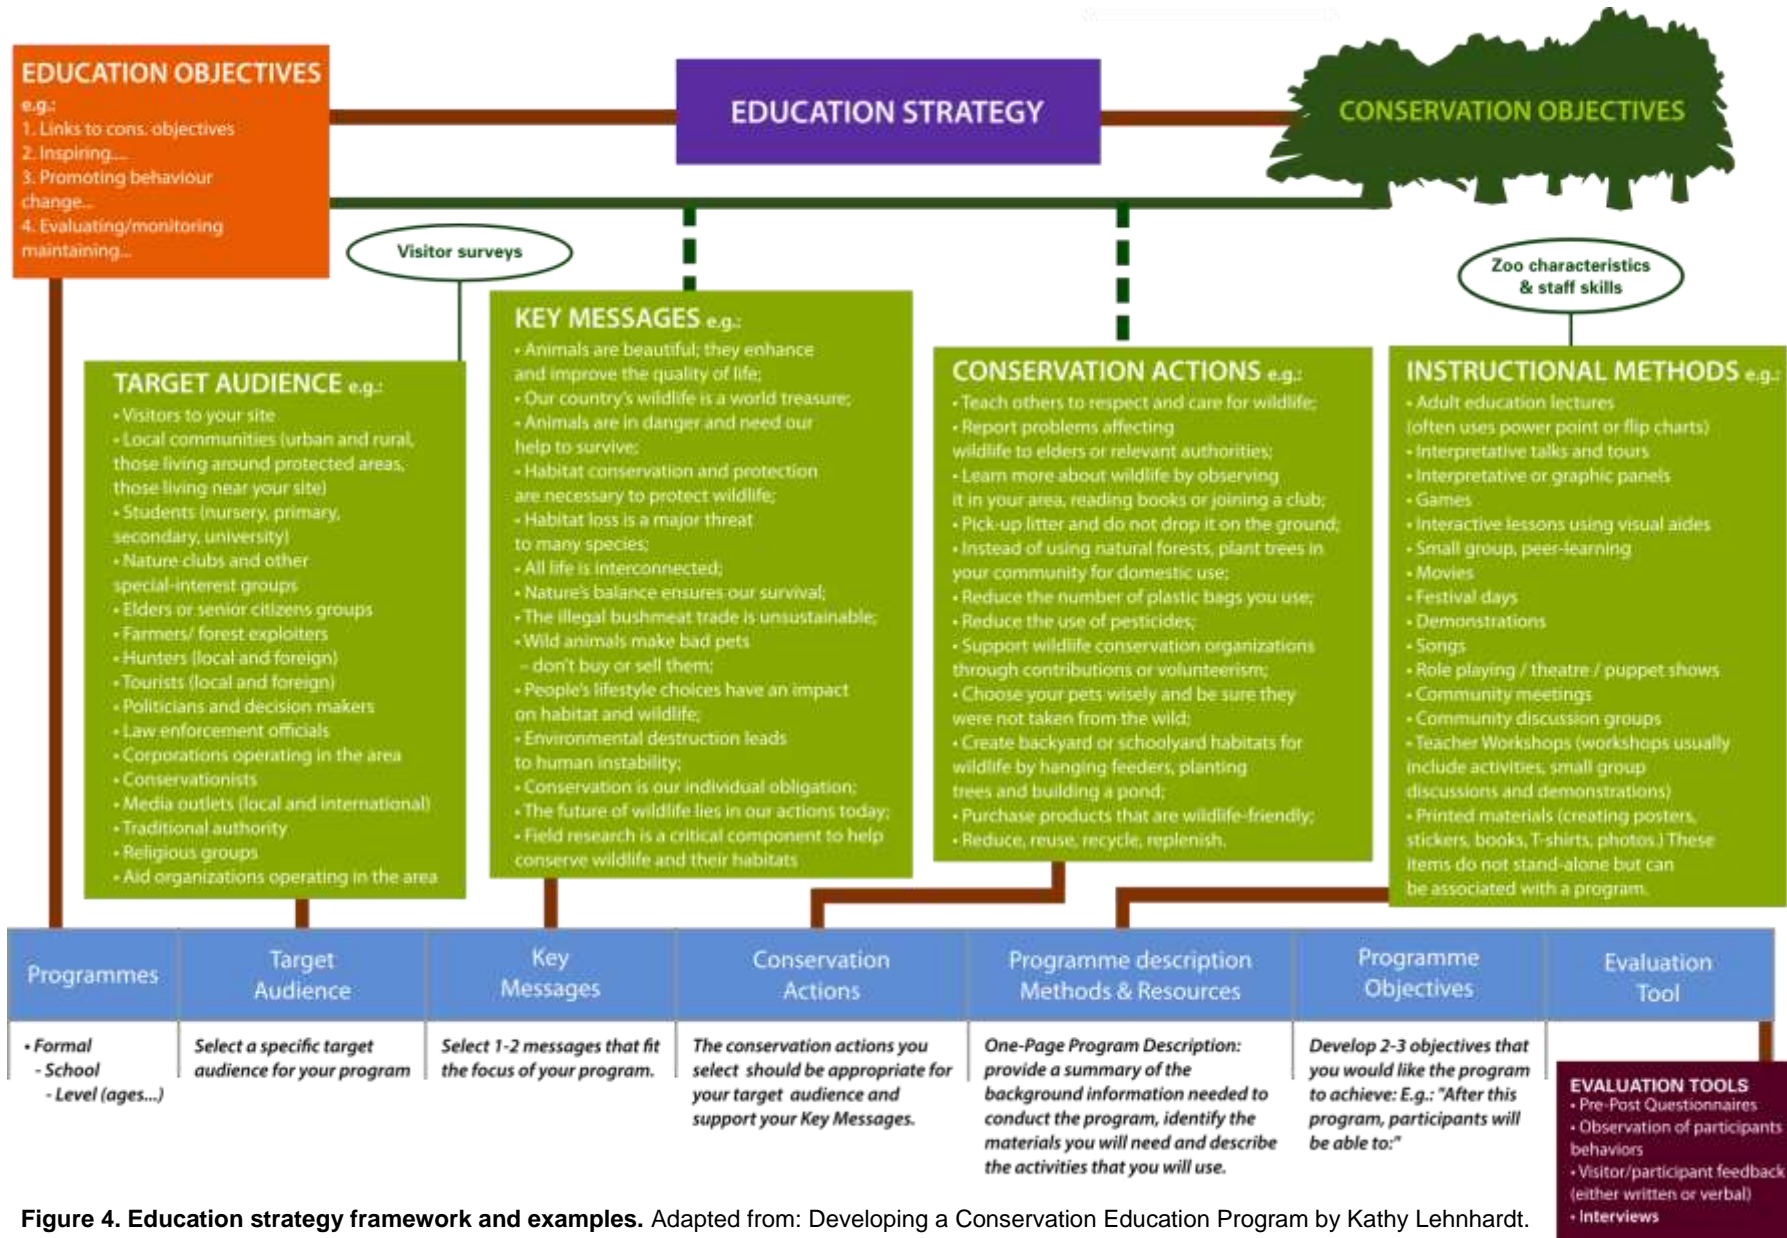 EDUCATION OBJECTIVES
e.g.:
1. Links to cons. objectives
2. Inspiring....
3. Promoting behaviour
change...
4. Evaluating/monitoring
maintaining...
EDUCATION STRATEGY
CONSERVATION OBJECTIVES
Visitor surveys
Zoo characteristics
& staff skills
TARGET AUDIENCE e.g.:
• Visitors to your site
• Local communities (urban and rural,
those living around protected areas,
those living near your site)
• Students (nursery, primary,
secondary, university)
• Nature clubs and other
special-interest groups
• Elders or senior citizens groups
• Farmers/ forest exploiters
• Hunters (local and foreign)
• Tourists (local and foreign)
• Politicians and decision makers
• Law enforcement officials
• Corporations operating in the area
• Conservationists
• Media outlets (local and international)
• Traditional authority
• Religious groups
• Aid organizations operating in the area
KEY MESSAGES e.g.:
• Animals are beautiful; they enhance
and improve the quality of life;
• Our country's wildlife is a world treasure;
• Animals are in danger and need our
help to survive;
• Habitat conservation and protection
are necessary to protect wildlife;
• Habitat loss is a major threat
to many species;
• All life is interconnected;
• Nature's balance ensures our survival;
• The illegal bushmeat trade is unsustainable;
• Wild animals make bad pets
– don't buy or sell them;
• People's lifestyle choices have an impact
on habitat and wildlife;
• Environmental destruction leads
to human instability;
• Conservation is our individual obligation;
• The future of wildlife lies in our actions today;
• Field research is a critical component to help
conserve wildlife and their habitats
CONSERVATION ACTIONS e.g.:
• Teach others to respect and care for wildlife;
• Report problems affecting
wildlife to elders or relevant authorities;
• Learn more about wildlife by observing
it in your area, reading books or joining a club;
• Pick-up litter and do not drop it on the ground;
• Instead of using natural forests, plant trees in
your community for domestic use;
• Reduce the number of plastic bags you use;
• Reduce the use of pesticides;
• Support wildlife conservation organizations
through contributions or volunteerism;
• Choose your pets wisely and be sure they
were not taken from the wild;
• Create backyard or schoolyard habitats for
wildlife by hanging feeders, planting
trees and building a pond;
• Purchase products that are wildlife-friendly;
• Reduce, reuse, recycle, replenish.
INSTRUCTIONAL METHODS e.g.:
• Adult education lectures
(often uses power point or flip charts)
• Interpretative talks and tours
• Interpretative or graphic panels
• Games
• Interactive lessons using visual aides
• Small group, peer-learning
• Movies
• Festival days
• Demonstrations
• Songs
• Role playing / theatre / puppet shows
• Community meetings
• Community discussion groups
• Teacher Workshops (workshops usually
include activities, small group
discussions and demonstrations)
• Printed materials (creating posters,
stickers, books, T-shirts, photos.) These
items do not stand-alone but can
be associated with a program.
Programmes
• Formal
- School
- Level (ages...)
Target
Audience
Select a specific target
audience for your program
Key
Messages
Select 1-2 messages that fit
the focus of your program.
Conservation
Actions
The conservation actions you
select should be appropriate for
your target audience and
support your Key Messages.
Programme description
Methods & Resources
One-Page Program Description:
provide a summary of the
background information needed to
conduct the program, identify the
materials you will need and describe
the activities that you will use.
Programme
Objectives
Develop 2-3 objectives that
you would like the program
to achieve: E.g.: "After this
program, participants will
be able to:"
Evaluation
Tool
EVALUATION TOOLS
• Pre-Post Questionnaires
• Observation of participants
behaviors
• Visitor/participant feedback
(either written or verbal)
• Interviews
Figure 4. Education strategy framework and examples. Adapted from: Developing a Conservation Education Program by Kathy Lehnhardt.